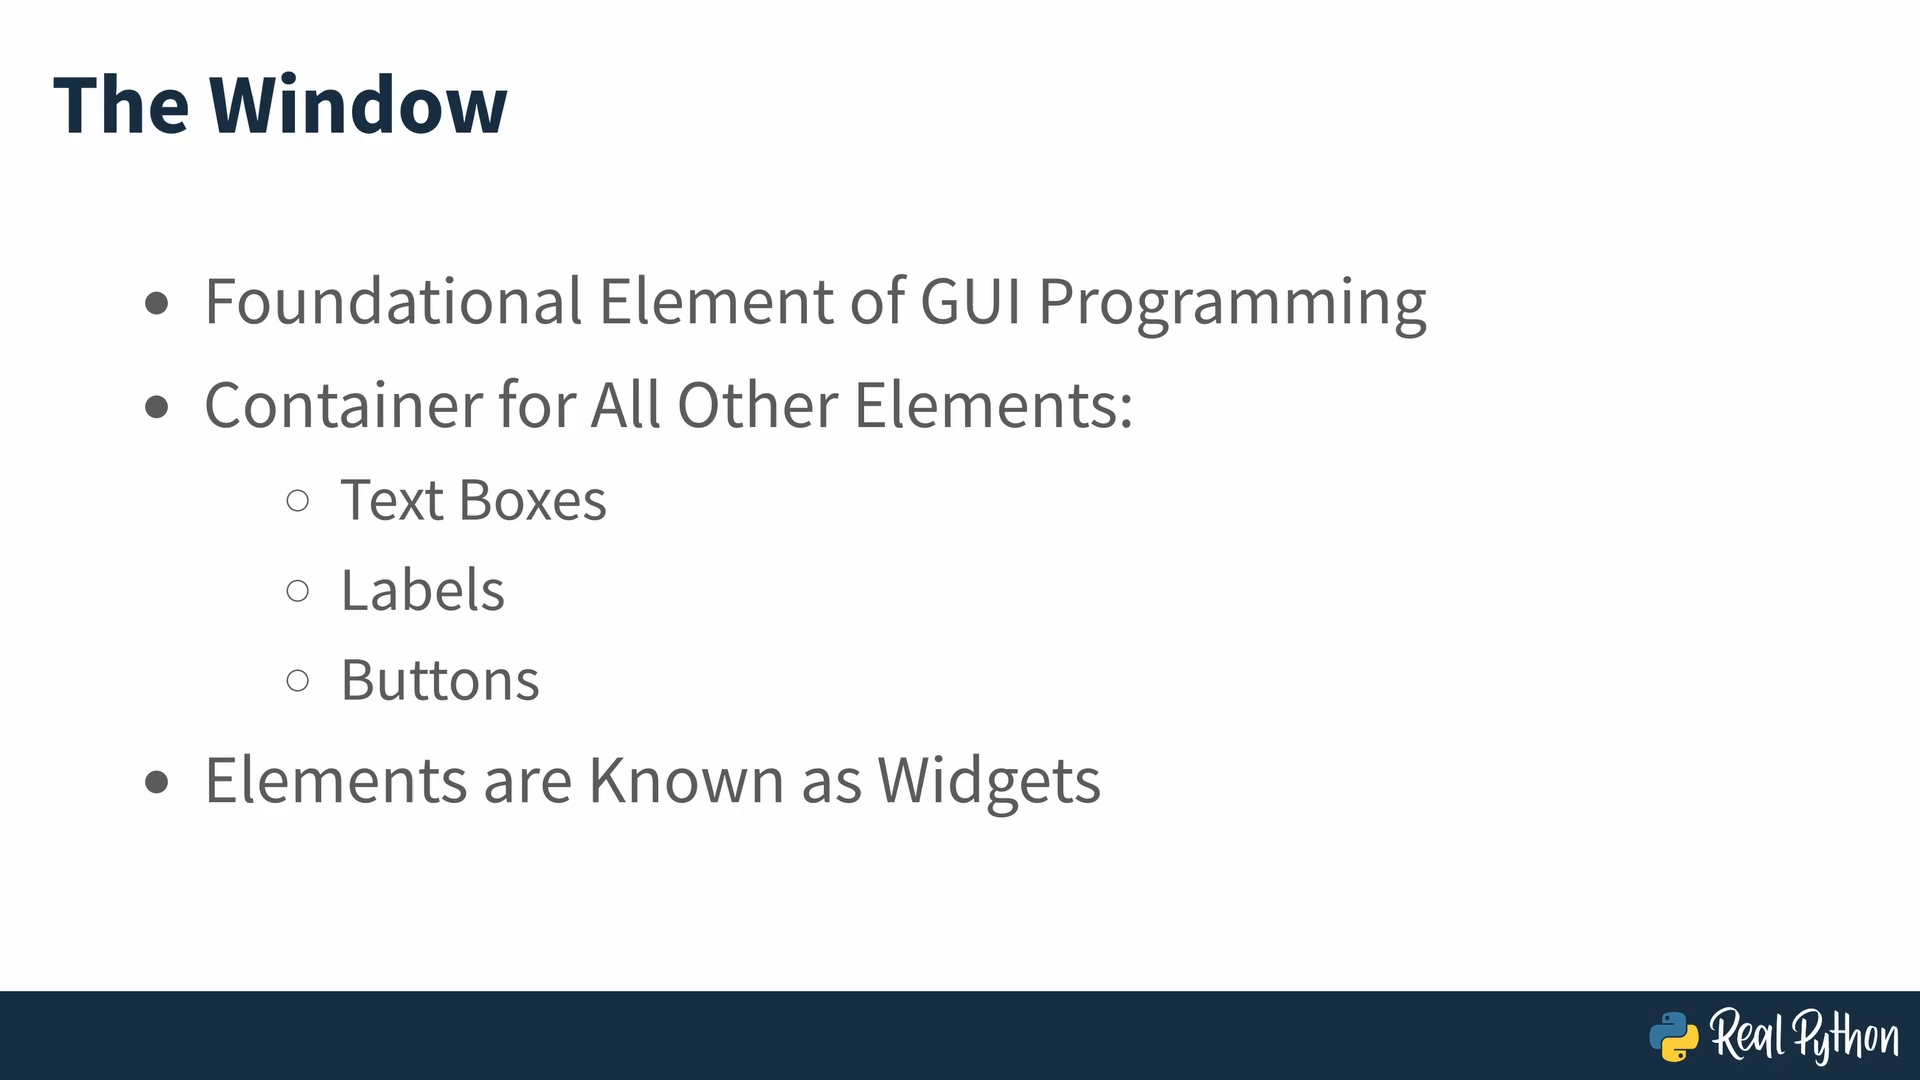 The Window
• Foundational Element of GUI Programming
• Container for All Other Elements:
○ Text Boxes
○ Labels
○ Buttons
• Elements are Known as Widgets
Real Python